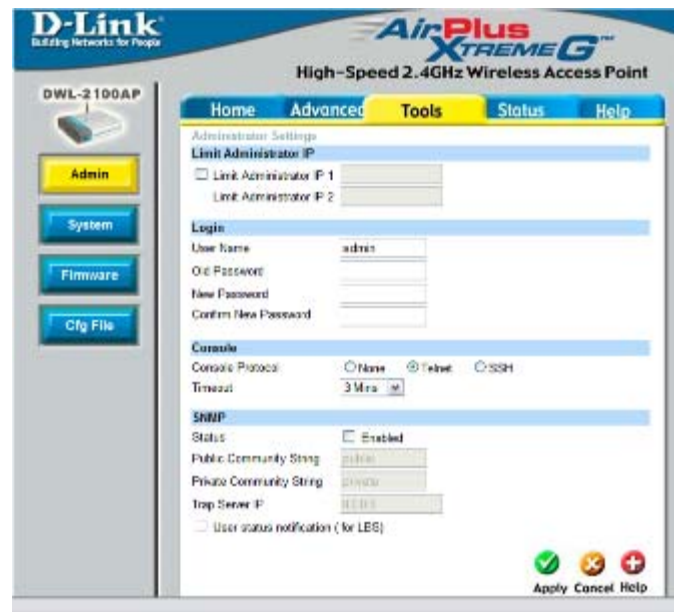 D-Link
Building Networks for People
AirPlus
XTREME G™
High-Speed 2.4GHz Wireless Access Point
DWL-2100AP
Home Advanced Tools Status Help
Administrator Settings
Limit Administrator IP
Limit Administrator IP 1
Limit Administrator IP 2
Admin
System
Firmware
Cfg File
Login
User Name admin
Old Password
New Password
Confirm New Password
Console
Console Protocol None Telnet SSH
Timeout 3 Mins
SNMP
Status Enabled
Public Community String public
Private Community String private
Trap Server IP
User status notification ( for LBS)
Apply Cancel Help